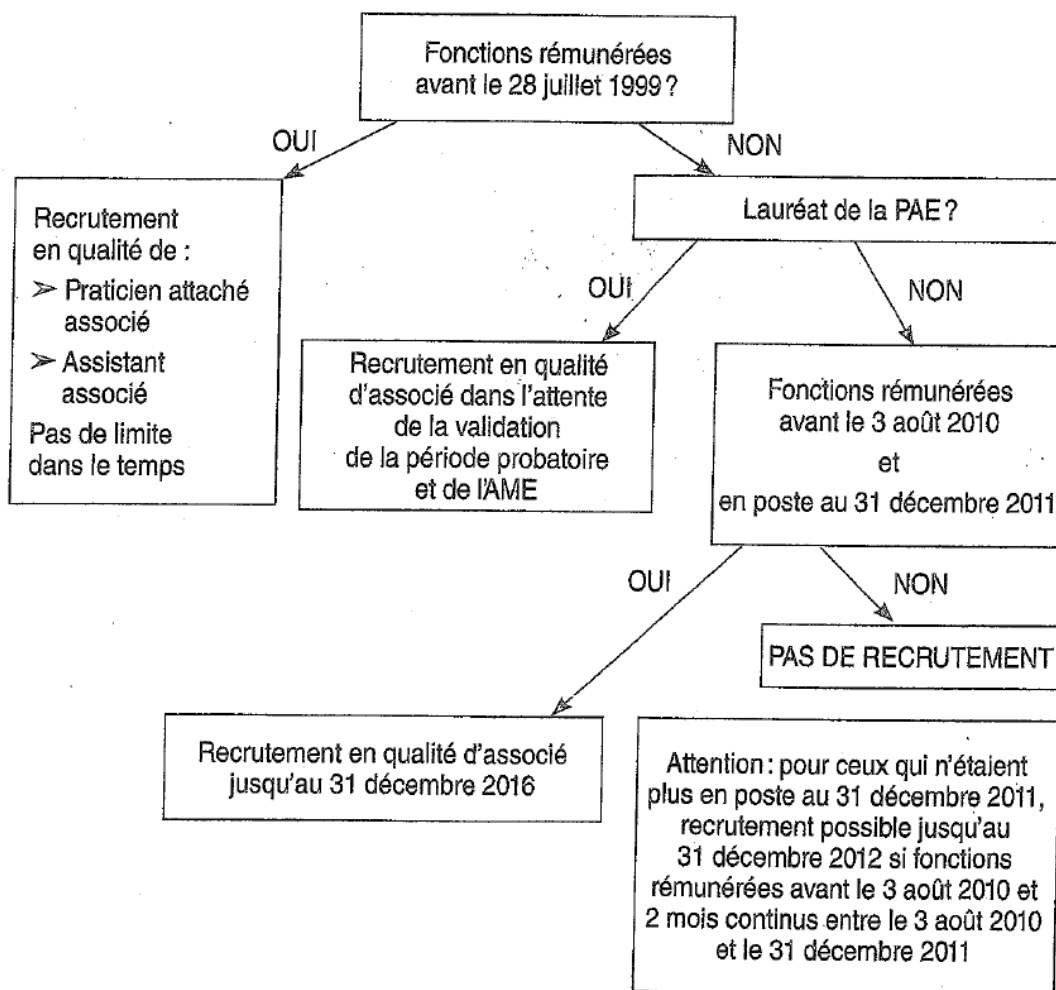 Fonctions rémunérées
avant le 28 juillet 1999 ?
OUI
NON
Recrutement
en qualité de :
➢ Praticien attaché
associé
➢ Assistant
associé
Pas de limite
dans le temps
Lauréat de la PAE ?
OUI
NON
Recrutement en qualité
d'associé dans l'attente
de la validation
de la période probatoire
et de l'AME
Fonctions rémunérées
avant le 3 août 2010
et
en poste au 31 décembre 2011
OUI
NON
PAS DE RECRUTEMENT
Recrutement en qualité d'associé
jusqu'au 31 décembre 2016
Attention : pour ceux qui n'étaient
plus en poste au 31 décembre 2011,
recrutement possible jusqu'au
31 décembre 2012 si fonctions
rémunérées avant le 3 août 2010 et
2 mois continus entre le 3 août 2010
et le 31 décembre 2011